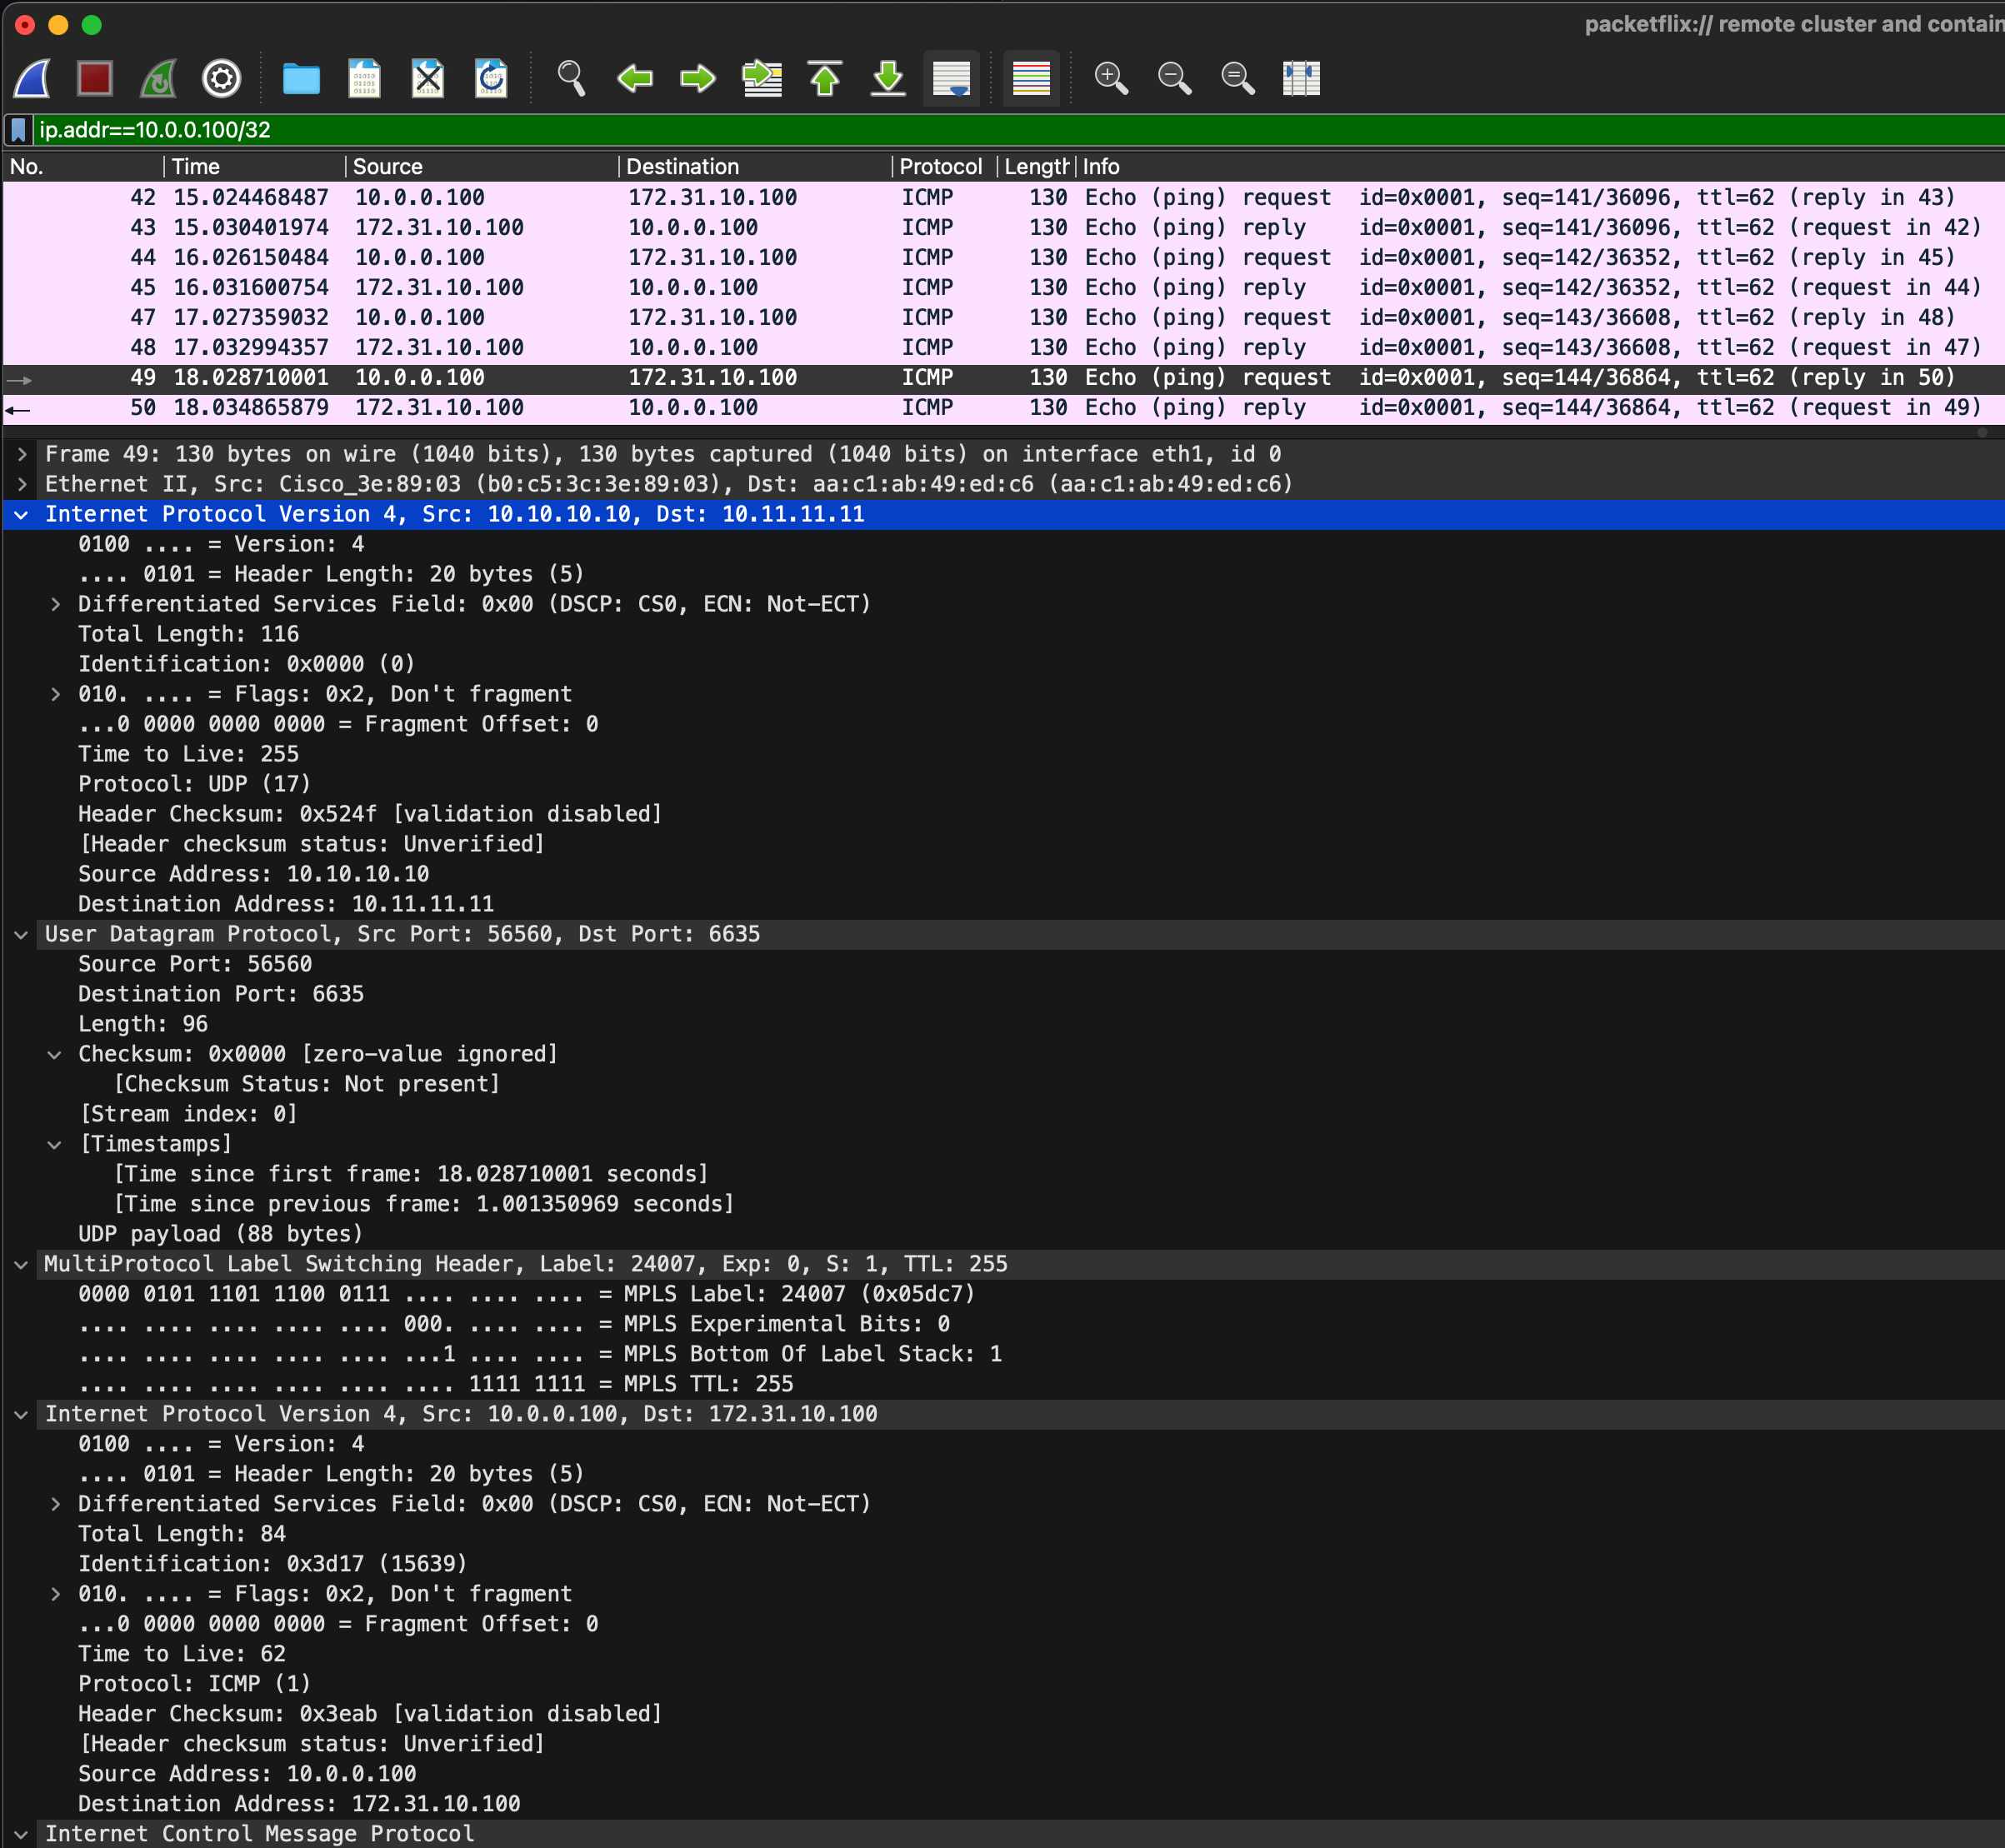 packetflix:// remote cluster and contain
ip.addr==10.0.0.100/32
No. Time Source Destination Protocol Length Info
42 15.024468487 10.0.0.100 172.31.10.100 ICMP 130 Echo (ping) request id=0x0001, seq=141/36096, ttl=62 (reply in 43)
43 15.030401974 172.31.10.100 10.0.0.100 ICMP 130 Echo (ping) reply id=0x0001, seq=141/36096, ttl=62 (request in 42)
44 16.026150484 10.0.0.100 172.31.10.100 ICMP 130 Echo (ping) request id=0x0001, seq=142/36352, ttl=62 (reply in 45)
45 16.031600754 172.31.10.100 10.0.0.100 ICMP 130 Echo (ping) reply id=0x0001, seq=142/36352, ttl=62 (request in 44)
47 17.027359032 10.0.0.100 172.31.10.100 ICMP 130 Echo (ping) request id=0x0001, seq=143/36608, ttl=62 (reply in 48)
48 17.032994357 172.31.10.100 10.0.0.100 ICMP 130 Echo (ping) reply id=0x0001, seq=143/36608, ttl=62 (request in 47)
49 18.028710001 10.0.0.100 172.31.10.100 ICMP 130 Echo (ping) request id=0x0001, seq=144/36864, ttl=62 (reply in 50)
50 18.034865879 172.31.10.100 10.0.0.100 ICMP 130 Echo (ping) reply id=0x0001, seq=144/36864, ttl=62 (request in 49)
Frame 49: 130 bytes on wire (1040 bits), 130 bytes captured (1040 bits) on interface eth1, id 0
Ethernet II, Src: Cisco_3e:89:03 (b0:c5:3c:3e:89:03), Dst: aa:c1:ab:49:ed:c6 (aa:c1:ab:49:ed:c6)
Internet Protocol Version 4, Src: 10.10.10.10, Dst: 10.11.11.11
0100 .... = Version: 4
.... 0101 = Header Length: 20 bytes (5)
Differentiated Services Field: 0x00 (DSCP: CS0, ECN: Not-ECT)
Total Length: 116
Identification: 0x0000 (0)
010. .... = Flags: 0x2, Don't fragment
...0 0000 0000 0000 = Fragment Offset: 0
Time to Live: 255
Protocol: UDP (17)
Header Checksum: 0x524f [validation disabled]
[Header checksum status: Unverified]
Source Address: 10.10.10.10
Destination Address: 10.11.11.11
User Datagram Protocol, Src Port: 56560, Dst Port: 6635
Source Port: 56560
Destination Port: 6635
Length: 96
Checksum: 0x0000 [zero-value ignored]
[Checksum Status: Not present]
[Stream index: 0]
[Timestamps]
[Time since first frame: 18.028710001 seconds]
[Time since previous frame: 1.001350969 seconds]
UDP payload (88 bytes)
MultiProtocol Label Switching Header, Label: 24007, Exp: 0, S: 1, TTL: 255
0000 0101 1101 1100 0111 .... .... .... = MPLS Label: 24007 (0x05dc7)
.... .... .... .... .... 000. .... .... = MPLS Experimental Bits: 0
.... .... .... .... .... ...1 .... .... = MPLS Bottom Of Label Stack: 1
.... .... .... .... .... .... 1111 1111 = MPLS TTL: 255
Internet Protocol Version 4, Src: 10.0.0.100, Dst: 172.31.10.100
0100 .... = Version: 4
.... 0101 = Header Length: 20 bytes (5)
Differentiated Services Field: 0x00 (DSCP: CS0, ECN: Not-ECT)
Total Length: 84
Identification: 0x3d17 (15639)
010. .... = Flags: 0x2, Don't fragment
...0 0000 0000 0000 = Fragment Offset: 0
Time to Live: 62
Protocol: ICMP (1)
Header Checksum: 0x3eab [validation disabled]
[Header checksum status: Unverified]
Source Address: 10.0.0.100
Destination Address: 172.31.10.100
Internet Control Message Protocol